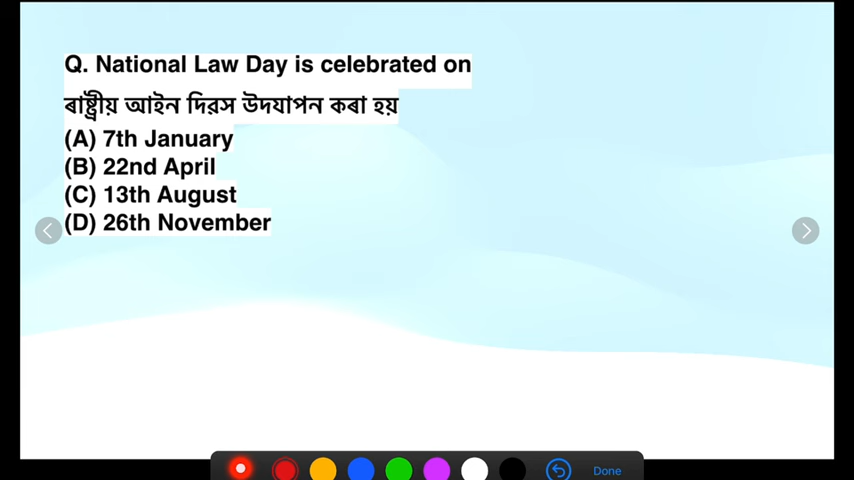 Q. National Law Day is celebrated on
ৰাষ্ট্ৰীয় আইন দিৱস উদযাপন কৰা হয়
(A) 7th January
(B) 22nd April
(C) 13th August
(D) 26th November
Done